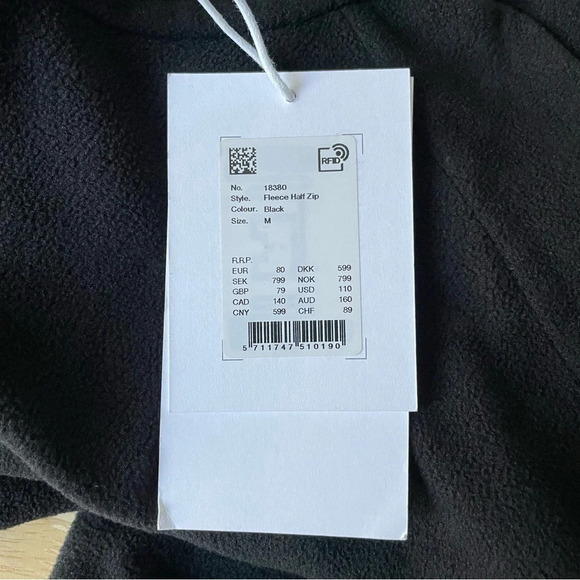 RFID
No. 18380
Style. Fleece Half Zip
Colour. Black
Size. M
R.R.P.
EUR 80 DKK 599
SEK 799 NOK 799
GBP 79 USD 110
CAD 140 AUD 160
CNY 599 CHF 89
5 711747 510190